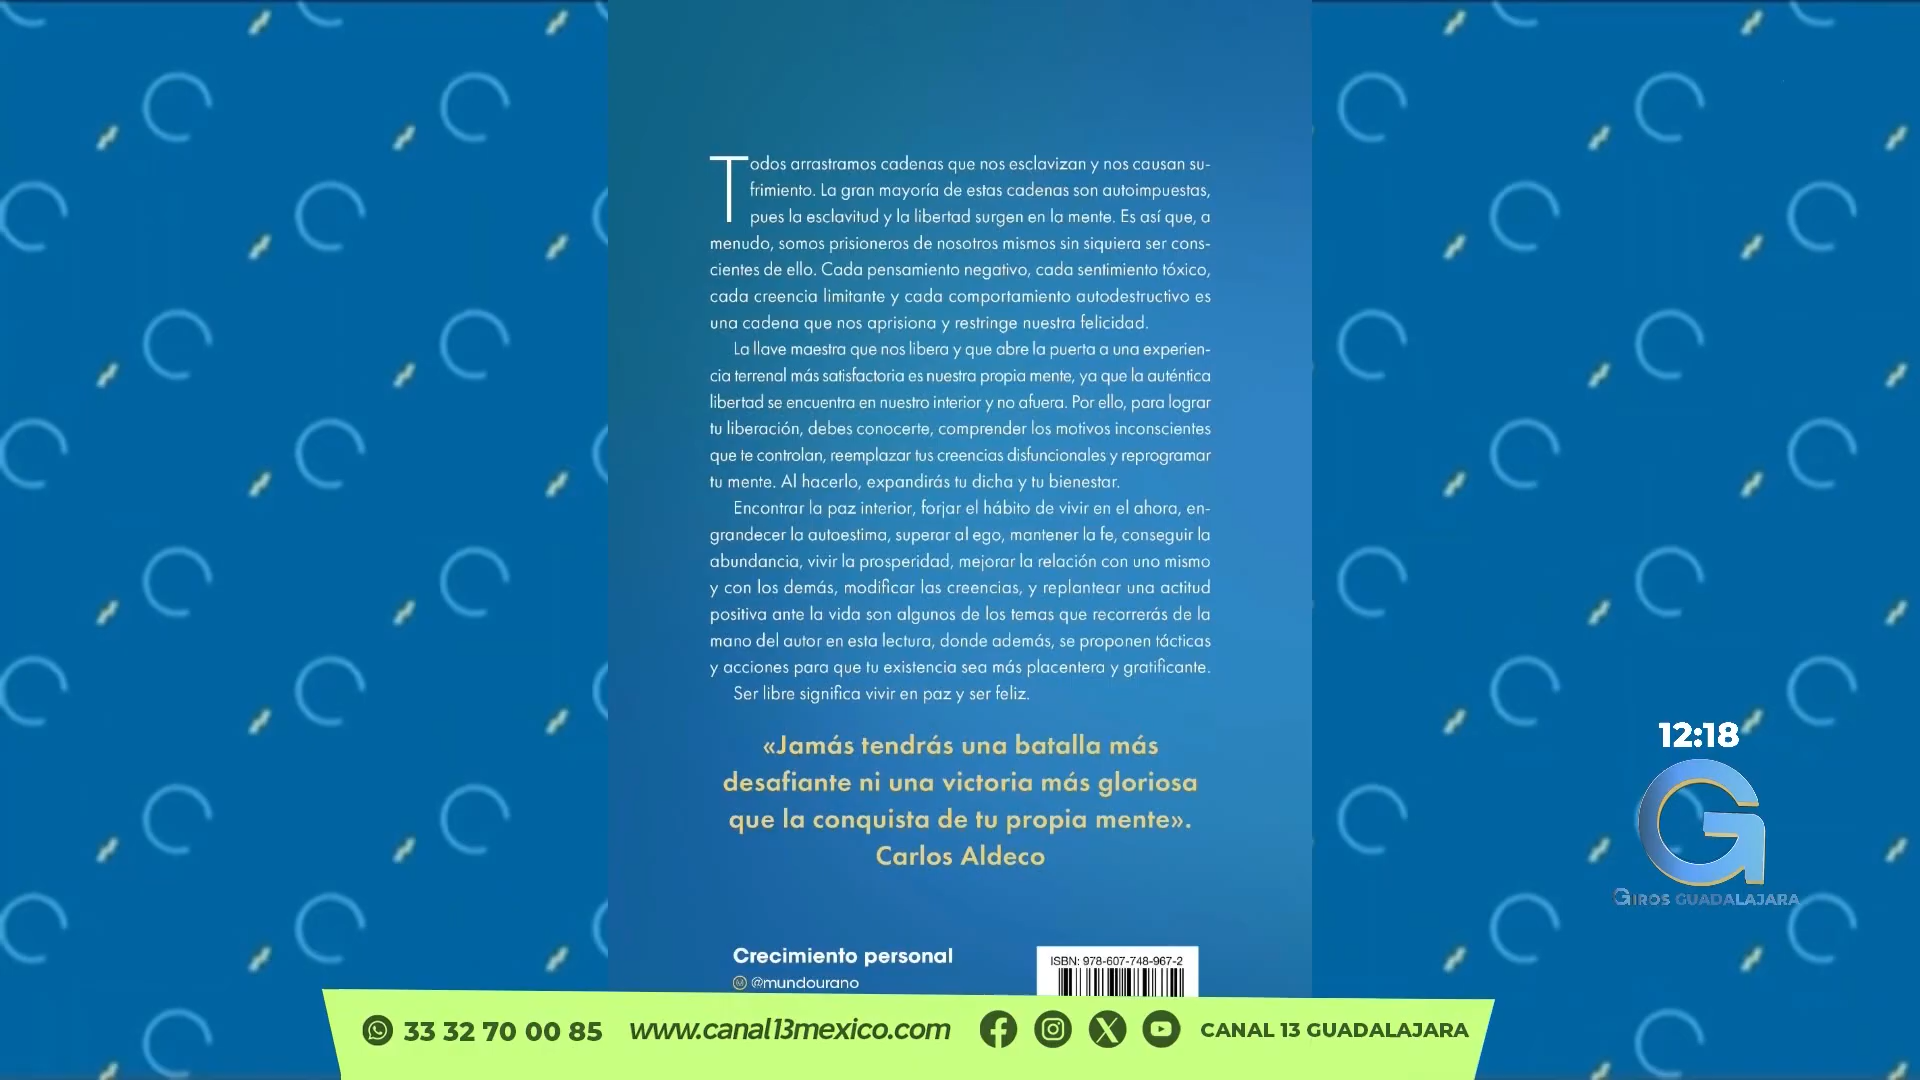 Todos arrastramos cadenas que nos esclavizan y nos causan su-
frimiento. La gran mayoría de estas cadenas son autoimpuestas,
pues la esclavitud y la libertad surgen en la mente. Es así que, a
menudo, somos prisioneros de nosotros mismos sin siquiera ser cons-
cientes de ello. Cada pensamiento negativo, cada sentimiento tóxico,
cada creencia limitante y cada comportamiento autodestructivo es
una cadena que nos aprisiona y restringe nuestra felicidad.
La llave maestra que nos libera y que abre la puerta a una experien-
cia terrenal más satisfactoria es nuestra propia mente, ya que la auténtica
libertad se encuentra en nuestro interior y no afuera. Por ello, para lograr
tu liberación, debes conocerte, comprender los motivos inconscientes
que te controlan, reemplazar tus creencias disfuncionales y reprogramar
tu mente. Al hacerlo, expandirás tu dicha y tu bienestar.
Encontrar la paz interior, forjar el hábito de vivir en el ahora, en-
grandecer la autoestima, superar al ego, mantener la fe, conseguir la
abundancia, vivir la prosperidad, mejorar la relación con uno mismo
y con los demás, modificar las creencias, y replantear una actitud
positiva ante la vida son algunos de los temas que recorrerás de la
mano del autor en esta lectura, donde además, se proponen tácticas
y acciones para que tu existencia sea más placentera y gratificante.
Ser libre significa vivir en paz y ser feliz.
«Jamás tendrás una batalla más
desafiante ni una victoria más gloriosa
que la conquista de tu propia mente».
Carlos Aldeco
Crecimiento personal
@mundourano
ISBN: 978-607-748-967-2
12:18
G
GIROS GUADALAJARA
33 32 70 00 85 www.canal13mexico.com CANAL 13 GUADALAJARA